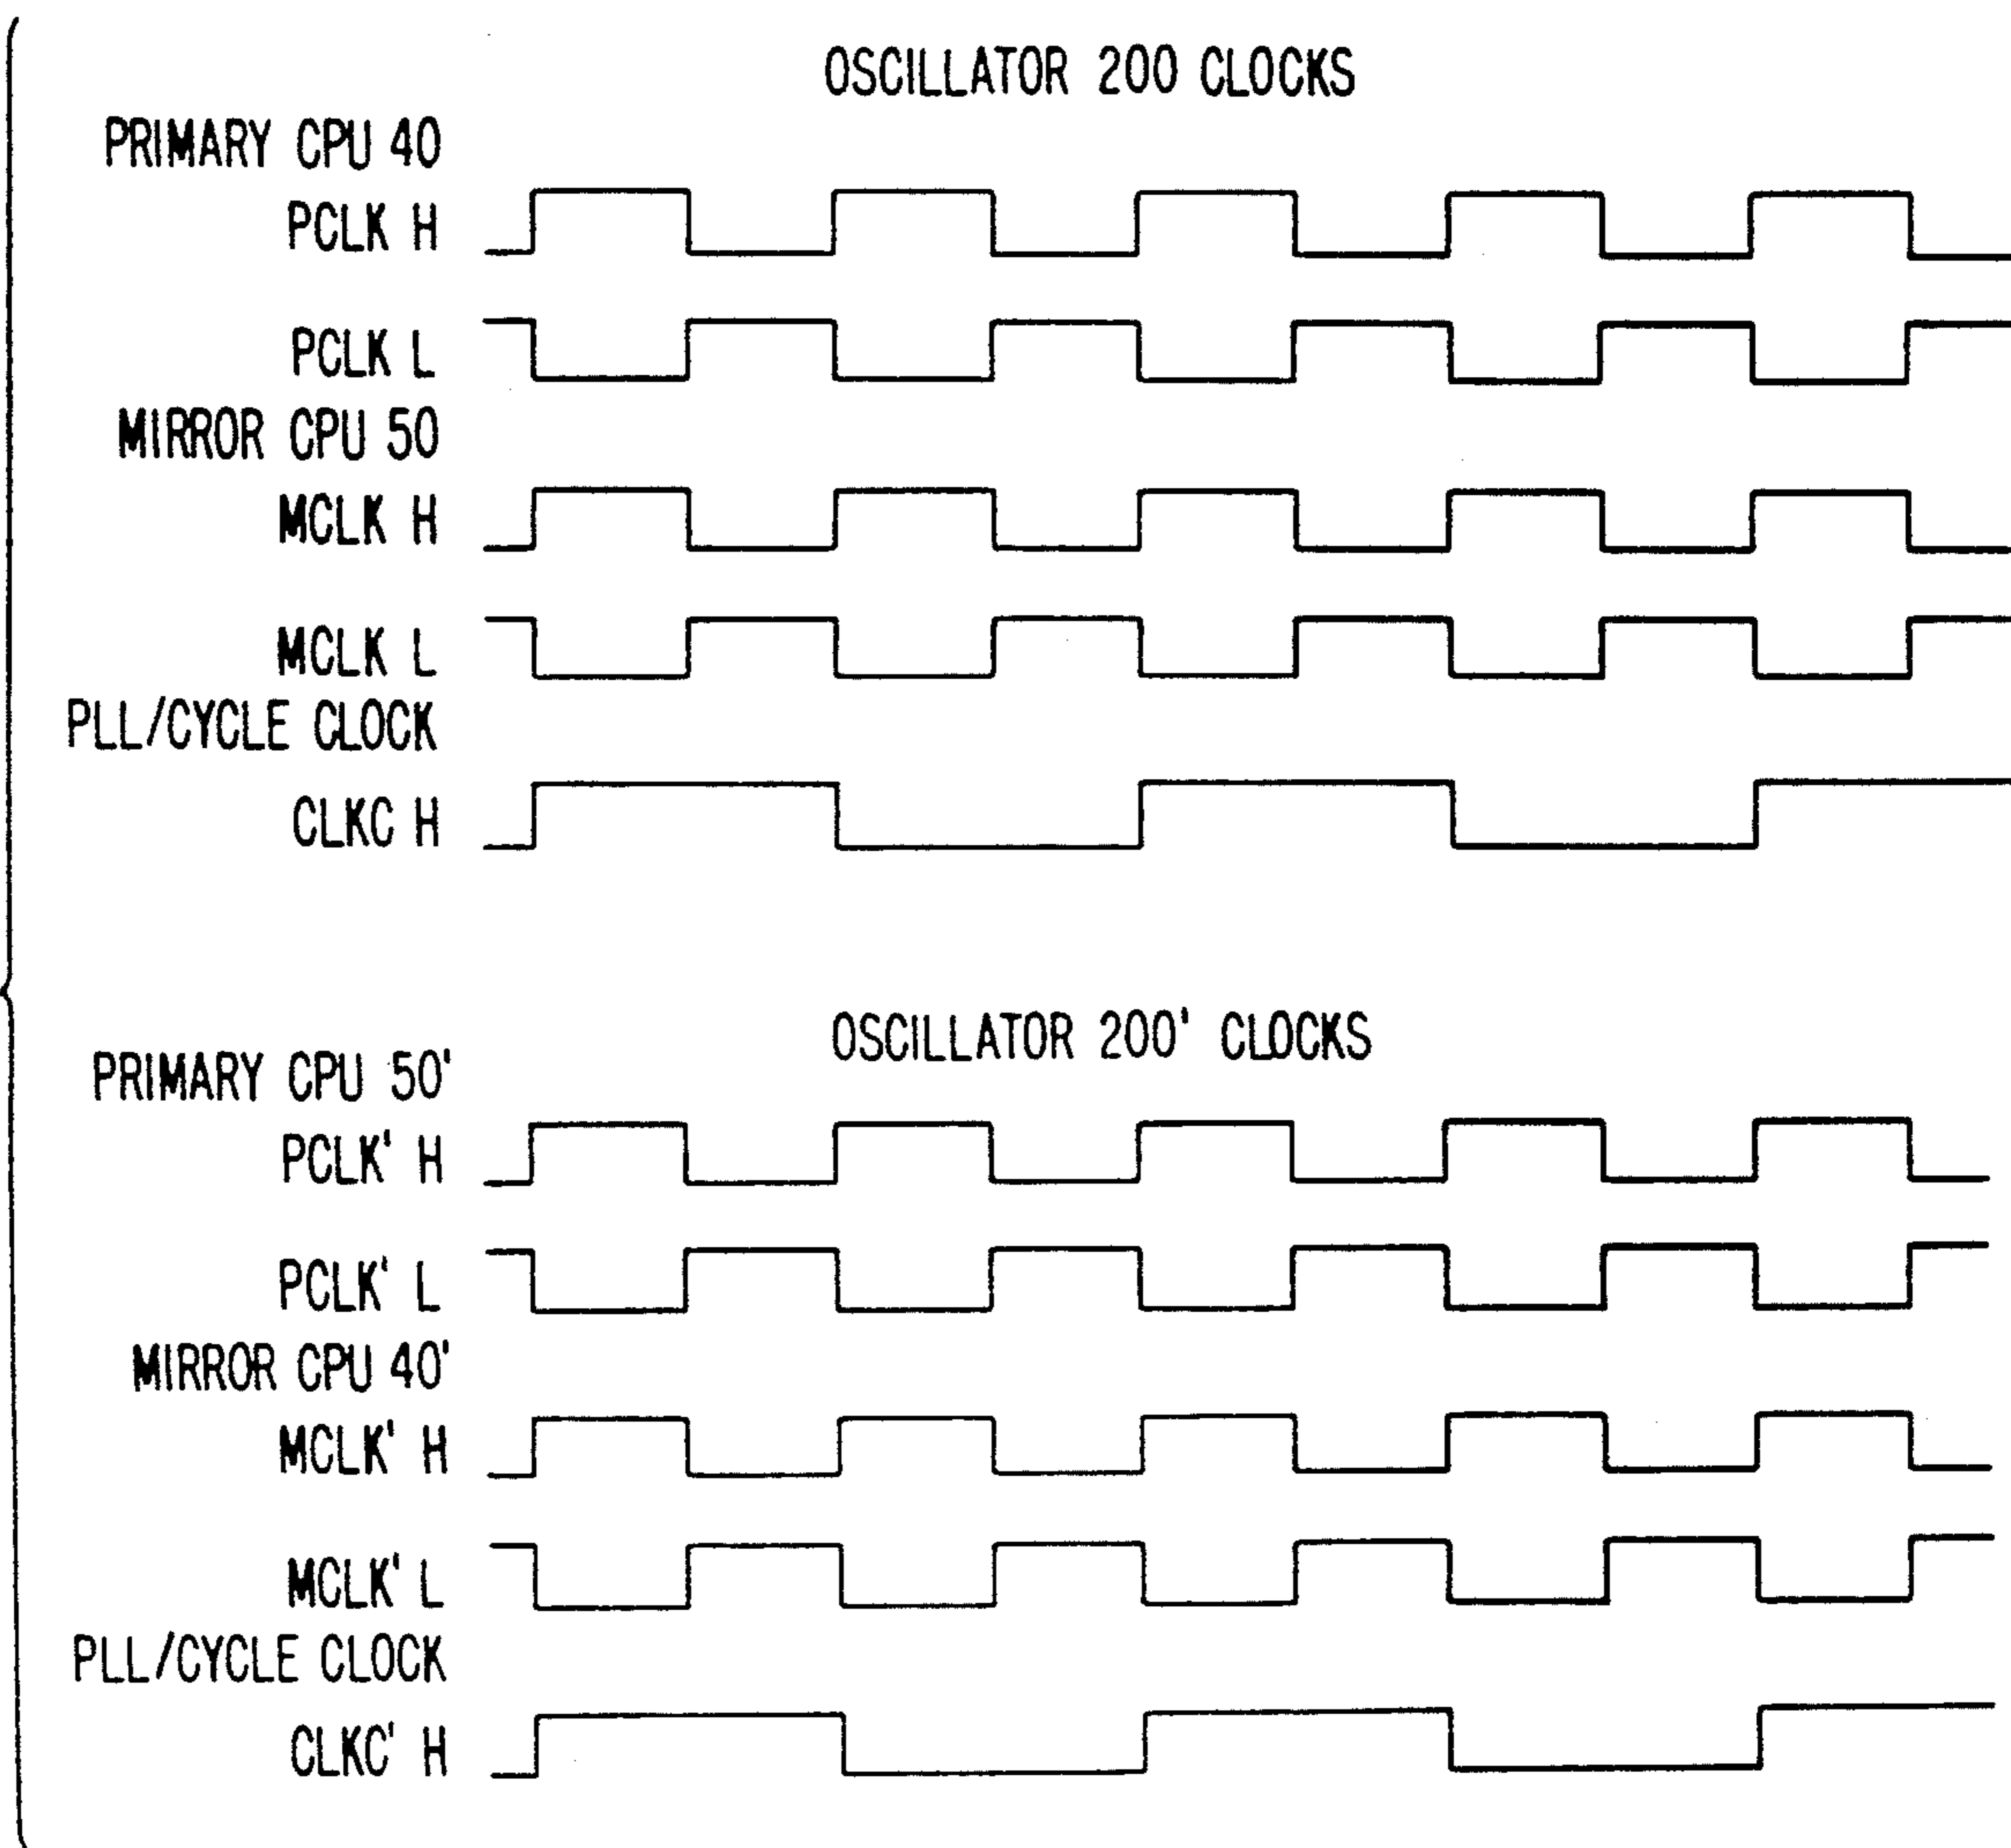 OSCILLATOR 200 CLOCKS
PRIMARY CPU 40
PCLK H
PCLK L
MIRROR CPU 50
MCLK H
MCLK L
PLL/CYCLE CLOCK
CLKC H
OSCILLATOR 200' CLOCKS
PRIMARY CPU 50'
PCLK' H
PCLK' L
MIRROR CPU 40'
MCLK' H
MCLK' L
PLL/CYCLE CLOCK
CLKC' H